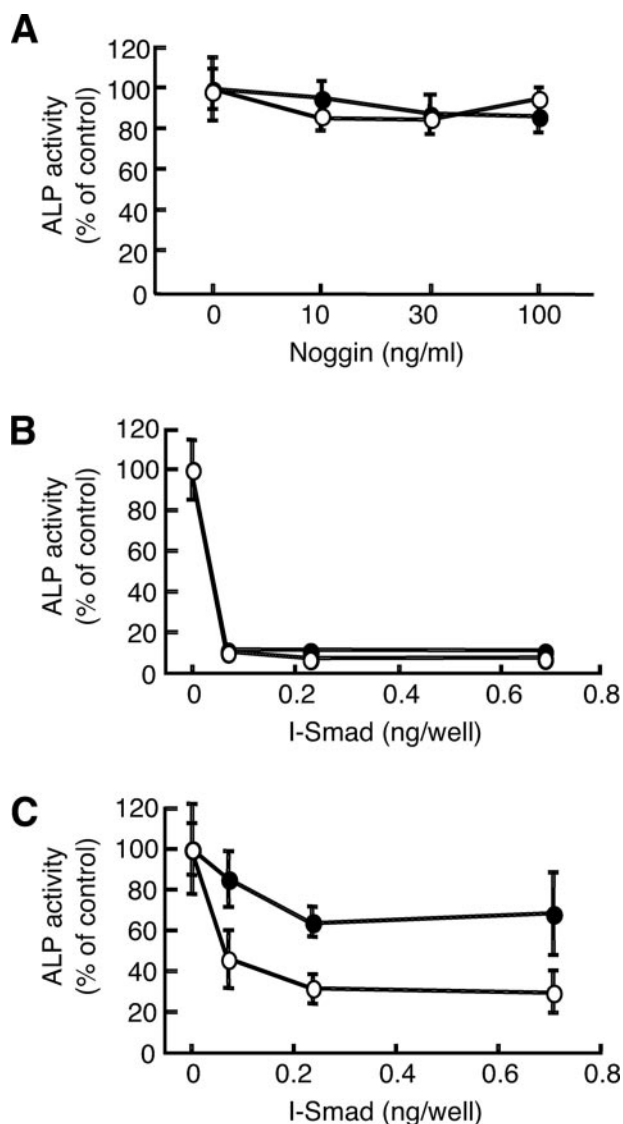 A
ALP activity
(% of control)
120
100
80
60
40
20
0
0 10 30 100
Noggin (ng/ml)
B
ALP activity
(% of control)
120
100
80
60
40
20
0
0 0.2 0.4 0.6 0.8
I-Smad (ng/well)
C
ALP activity
(% of control)
120
100
80
60
40
20
0
0 0.2 0.4 0.6 0.8
I-Smad (ng/well)